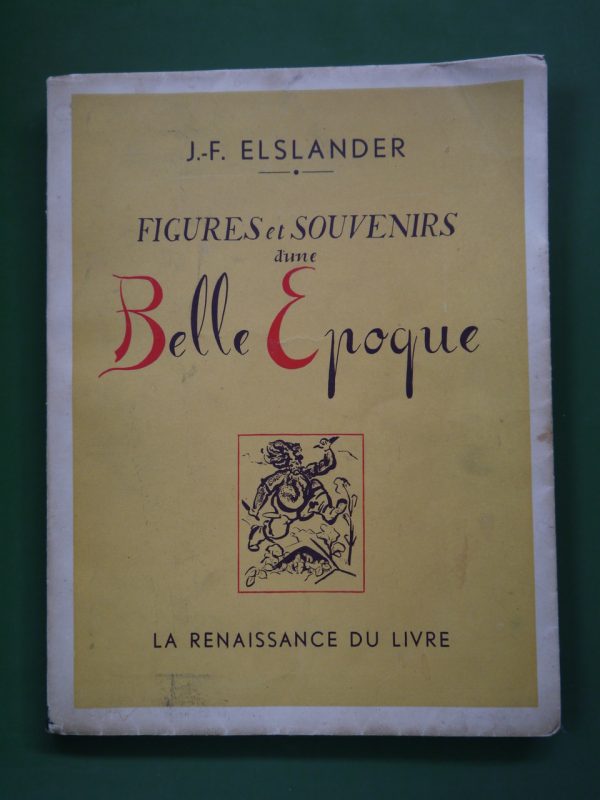 J.-F. ELSLANDER
FIGURES et SOUVENIRS
d'une
Belle Epoque
LA RENAISSANCE DU LIVRE